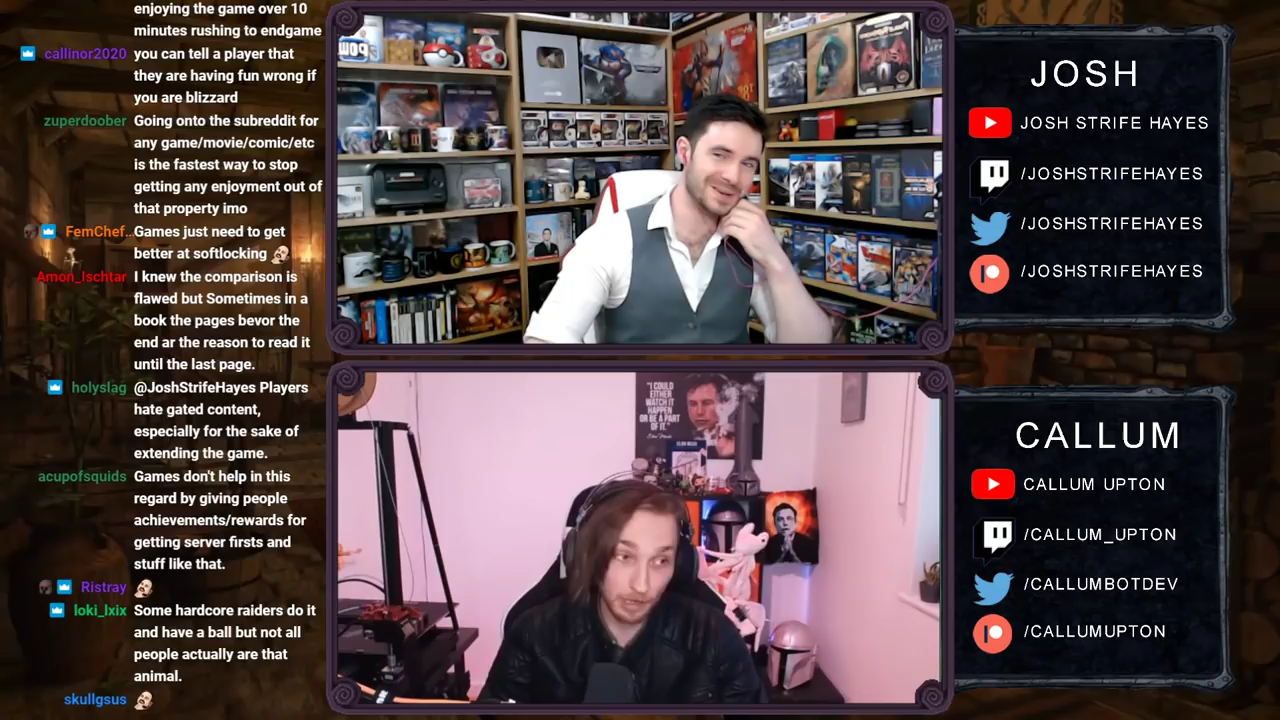 enjoying the game over 10
minutes rushing to endgame
callinor2020 you can tell a player that
they are having fun wrong if
you are blizzard
zuperdoober Going onto the subreddit for
any game/movie/comic/etc
is the fastest way to stop
getting any enjoyment out of
that property imo
FemChef... Games just need to get
better at softlocking
Amon_Ischtar I knew the comparison is
flawed but Sometimes in a
book the pages bevor the
end ar the reason to read it
until the last page.
holyslag @JoshStrifeHayes Players
hate gated content,
especially for the sake of
extending the game.
acupofsquids Games don't help in this
regard by giving people
achievements/rewards for
getting server firsts and
stuff like that.
Ristray
loki_lxix Some hardcore raiders do it
and have a ball but not all
people actually are that
animal.
skullgsus
JOSH
JOSH STRIFE HAYES
/JOSHSTRIFEHAYES
/JOSHSTRIFEHAYES
/JOSHSTRIFEHAYES
"I COULD
EITHER
WATCH IT
HAPPEN
OR BE A
PART
OF IT."
CALLUM
CALLUM UPTON
/CALLUM_UPTON
/CALLUMBOTDEV
/CALLUMUPTON